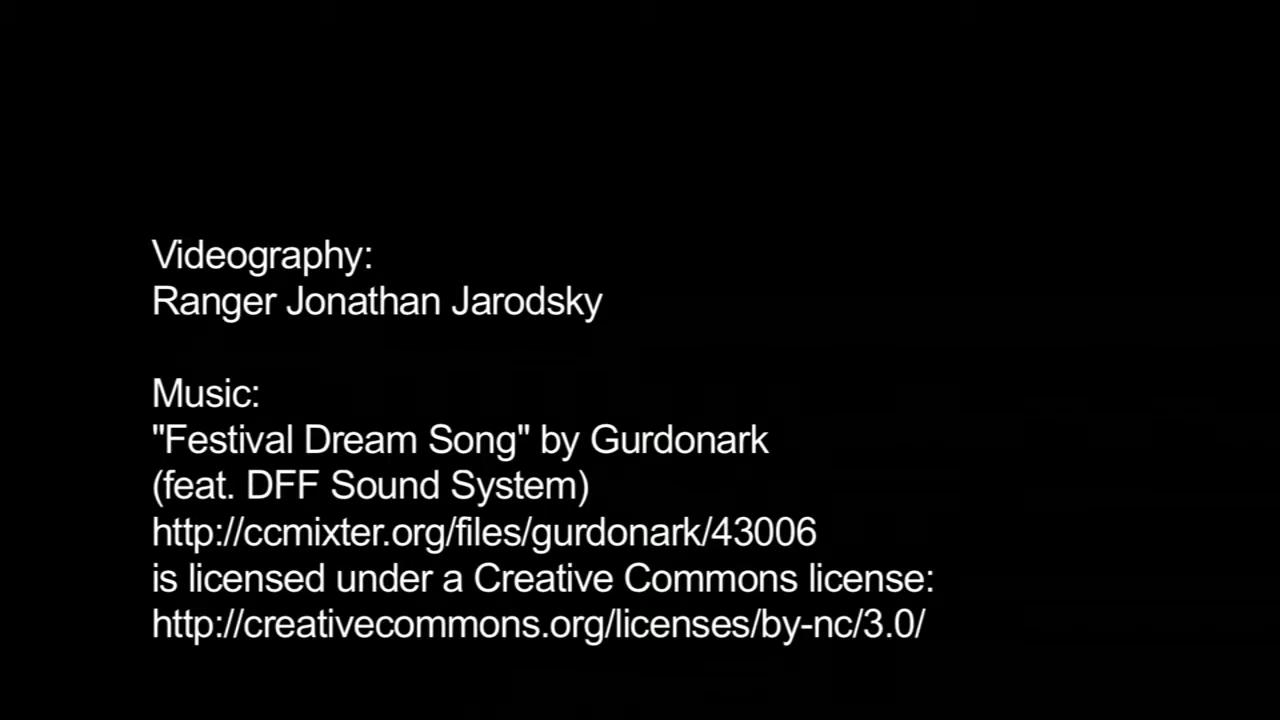 Videography:
Ranger Jonathan Jarodsky
Music:
"Festival Dream Song" by Gurdonark
(feat. DFF Sound System)
http://ccmixter.org/files/gurdonark/43006
is licensed under a Creative Commons license:
http://creativecommons.org/licenses/by-nc/3.0/